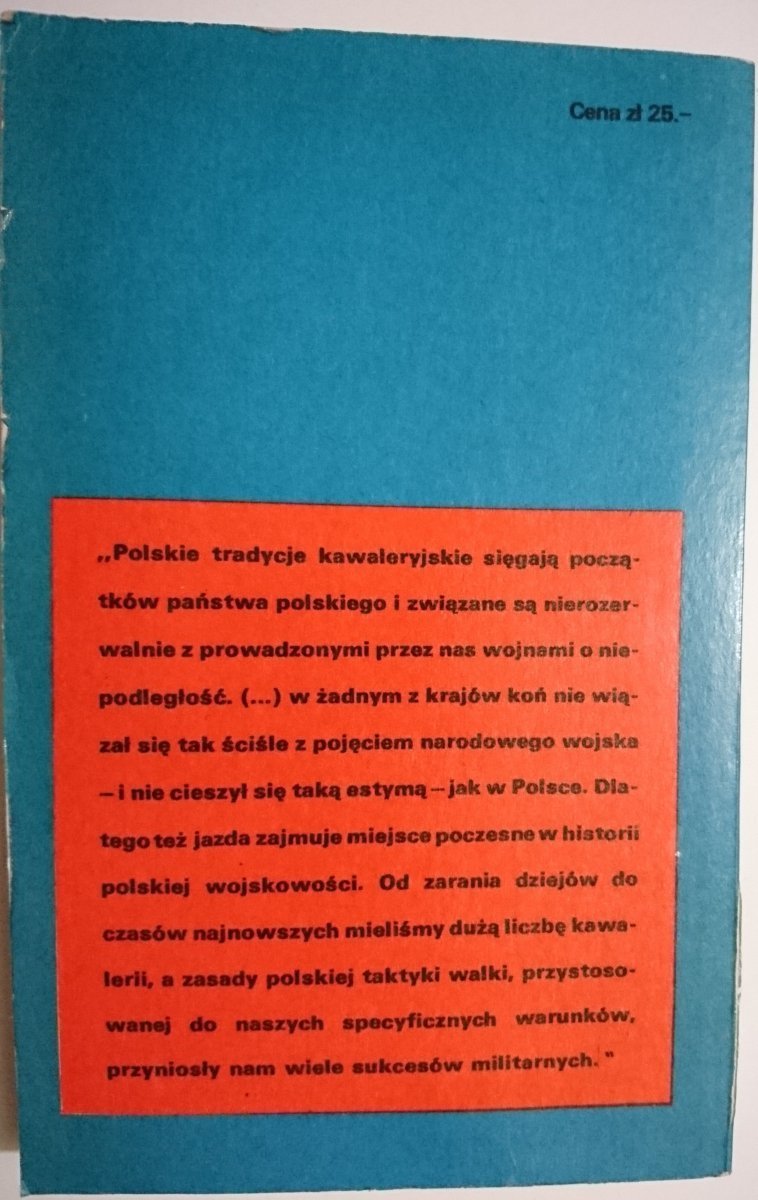 Cena zł 25.–
„Polskie tradycje kawaleryjskie sięgają począ-
tków państwa polskiego i związane są nierozer-
walnie z prowadzonymi przez nas wojnami o nie-
podległość. (...) w żadnym z krajów koń nie wią-
zał się tak ściśle z pojęciem narodowego wojska
– i nie cieszył się taką estymą – jak w Polsce. Dla-
tego też jazda zajmuje miejsce poczesne w historii
polskiej wojskowości. Od zarania dziejów do
czasów najnowszych mieliśmy dużą liczbę kawa-
lerii, a zasady polskiej taktyki walki, przystoso-
wanej do naszych specyficznych warunków,
przyniosły nam wiele sukcesów militarnych."